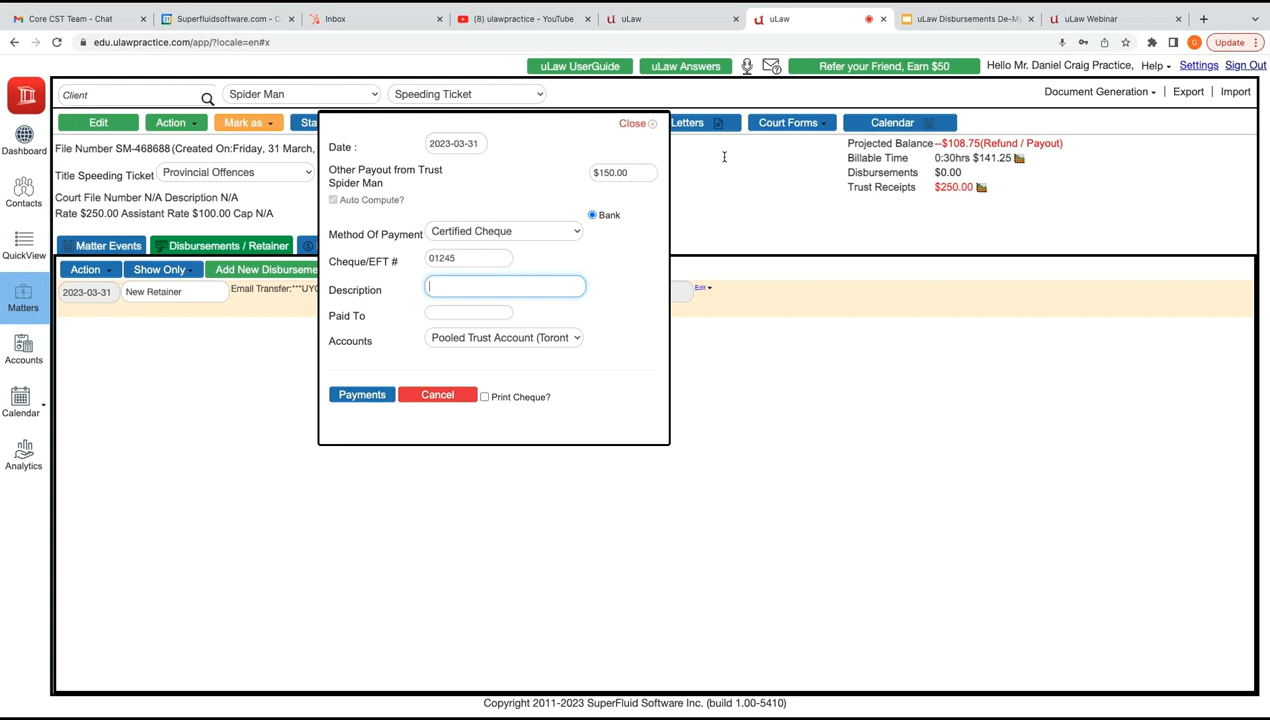 Core CST Team - Chat
Superfluidsoftware.com - C
Inbox
(8) ulawpractice - YouTube
uLaw
uLaw
uLaw Disbursements De-My
uLaw Webinar
edu.ulawpractice.com/app/?locale=en#x
G
Update
uLaw UserGuide
uLaw Answers
Refer your Friend, Earn $50
Hello Mr. Daniel Craig Practice,
Help
Settings
Sign Out
Client
Spider Man
Speeding Ticket
Document Generation
Export
Import
Edit
Action
Mark as
Sta
Letters
Court Forms
Calendar
File Number SM-468688(Created On:Friday, 31 March,
Title Speeding Ticket
Provincial Offences
Court File Number N/A Description N/A
Rate $250.00 Assistant Rate $100.00 Cap N/A
Projected Balance --$108.75(Refund / Payout)
Billable Time 0:30hrs $141.25
Disbursements $0.00
Trust Receipts $250.00
Dashboard
Contacts
QuickView
Matters
Accounts
Calendar
Analytics
Matter Events
Disbursements / Retainer
Action
Show Only
Add New Disburseme
2023-03-31
New Retainer
Email Transfer:***UYC
Edit
Close
Date :
2023-03-31
Other Payout from Trust
Spider Man
$150.00
Auto Compute?
Bank
Method Of Payment
Certified Cheque
Cheque/EFT #
01245
Description
Paid To
Accounts
Pooled Trust Account (Toront
Payments
Cancel
Print Cheque?
Copyright 2011-2023 SuperFluid Software Inc. (build 1.00-5410)